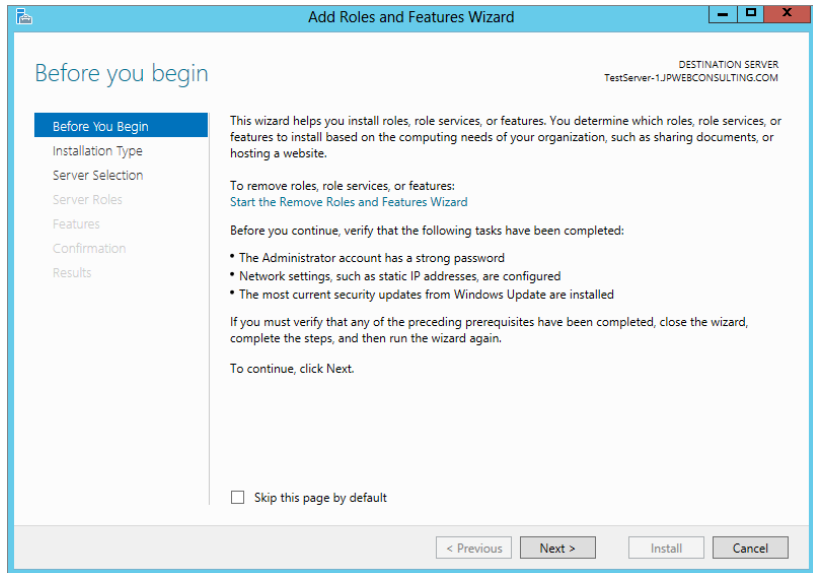 Add Roles and Features Wizard
Before you begin
DESTINATION SERVER
TestServer-1.JPWEBCONSULTING.COM
Before You Begin
Installation Type
Server Selection
Server Roles
Features
Confirmation
Results
This wizard helps you install roles, role services, or features. You determine which roles, role services, or
features to install based on the computing needs of your organization, such as sharing documents, or
hosting a website.
To remove roles, role services, or features:
Start the Remove Roles and Features Wizard
Before you continue, verify that the following tasks have been completed:
• The Administrator account has a strong password
• Network settings, such as static IP addresses, are configured
• The most current security updates from Windows Update are installed
If you must verify that any of the preceding prerequisites have been completed, close the wizard,
complete the steps, and then run the wizard again.
To continue, click Next.
Skip this page by default
< Previous
Next >
Install
Cancel